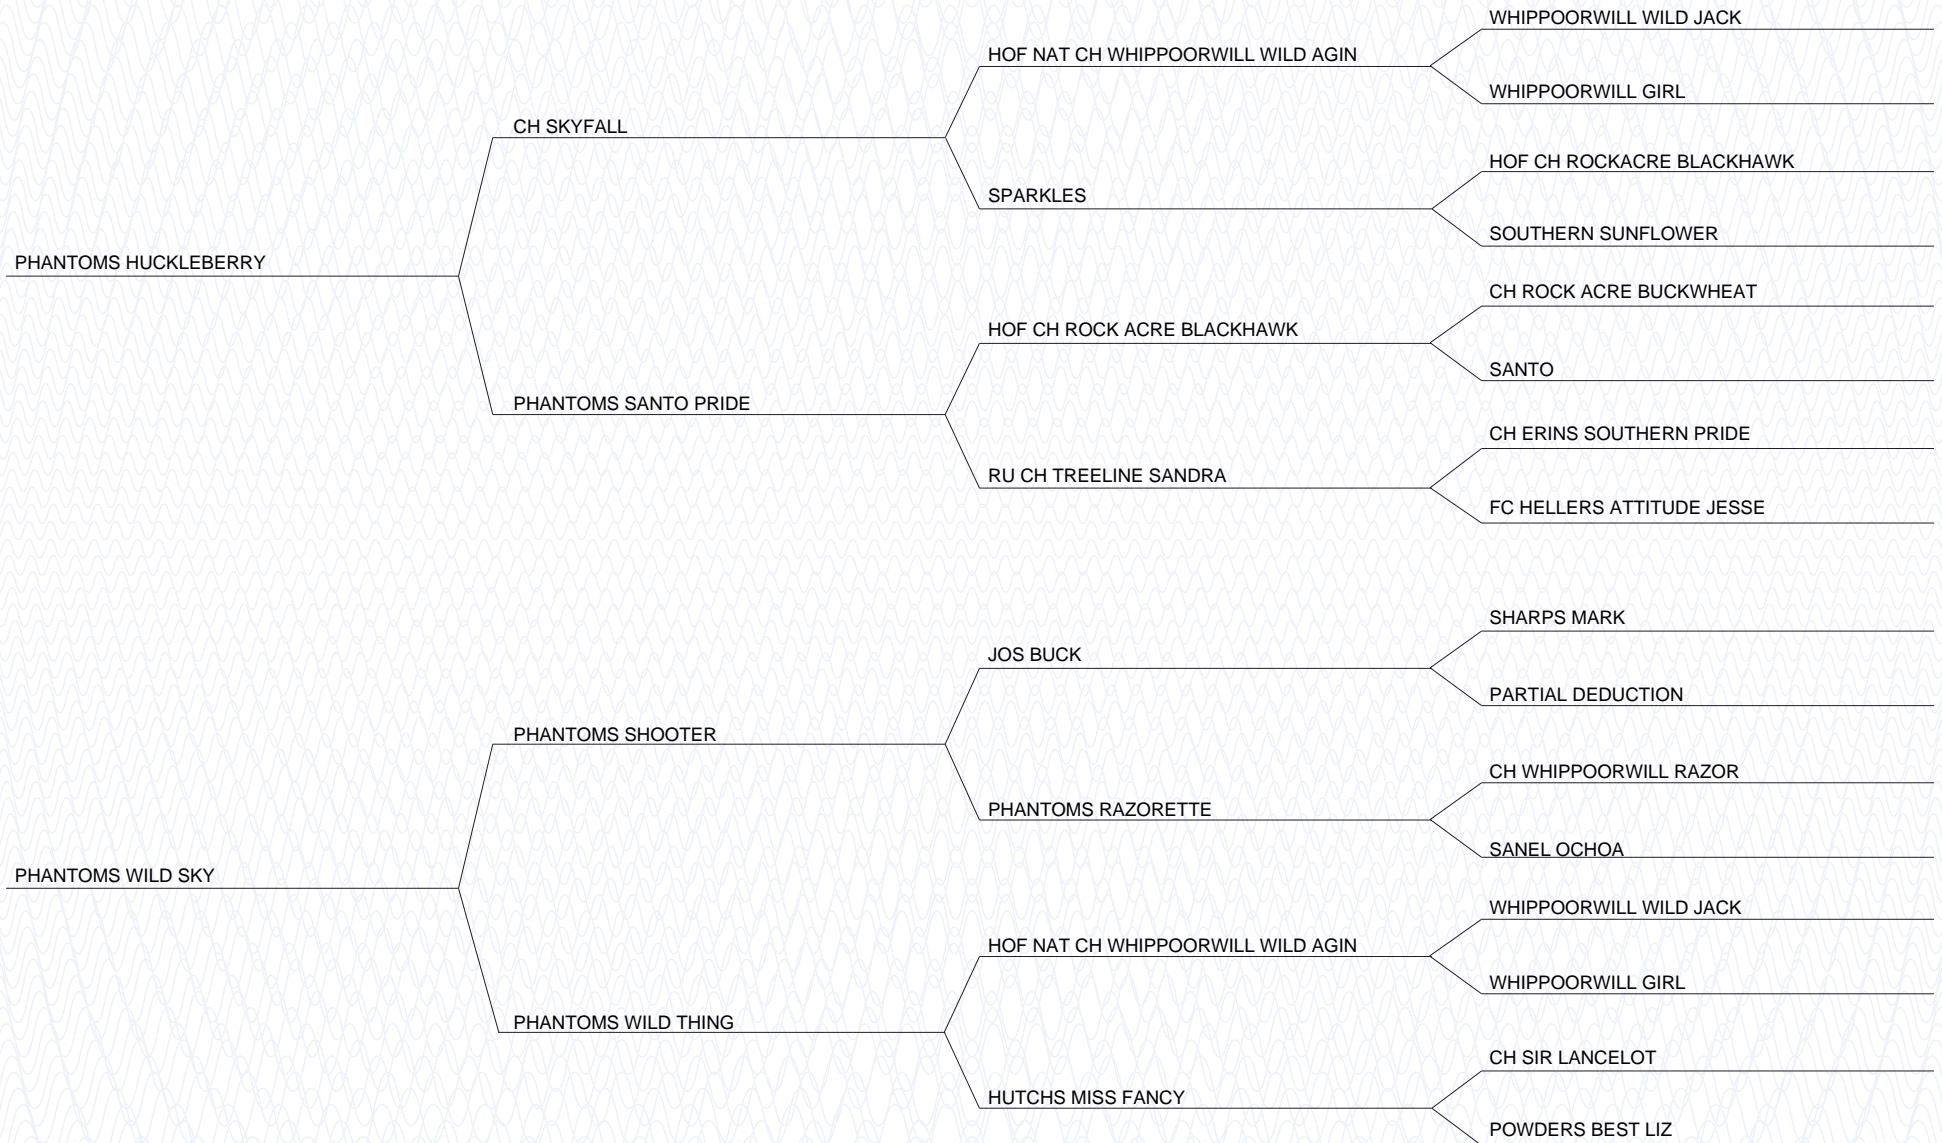 WHIPPOORWILL WILD JACK
HOF NAT CH WHIPPOORWILL WILD AGIN
WHIPPOORWILL GIRL
CH SKYFALL
HOF CH ROCKACRE BLACKHAWK
SPARKLES
SOUTHERN SUNFLOWER
PHANTOMS HUCKLEBERRY
CH ROCK ACRE BUCKWHEAT
HOF CH ROCK ACRE BLACKHAWK
SANTO
PHANTOMS SANTO PRIDE
CH ERINS SOUTHERN PRIDE
RU CH TREELINE SANDRA
FC HELLERS ATTITUDE JESSE
SHARPS MARK
JOS BUCK
PARTIAL DEDUCTION
PHANTOMS SHOOTER
CH WHIPPOORWILL RAZOR
PHANTOMS RAZORETTE
SANEL OCHOA
PHANTOMS WILD SKY
WHIPPOORWILL WILD JACK
HOF NAT CH WHIPPOORWILL WILD AGIN
WHIPPOORWILL GIRL
PHANTOMS WILD THING
CH SIR LANCELOT
HUTCHS MISS FANCY
POWDERS BEST LIZ